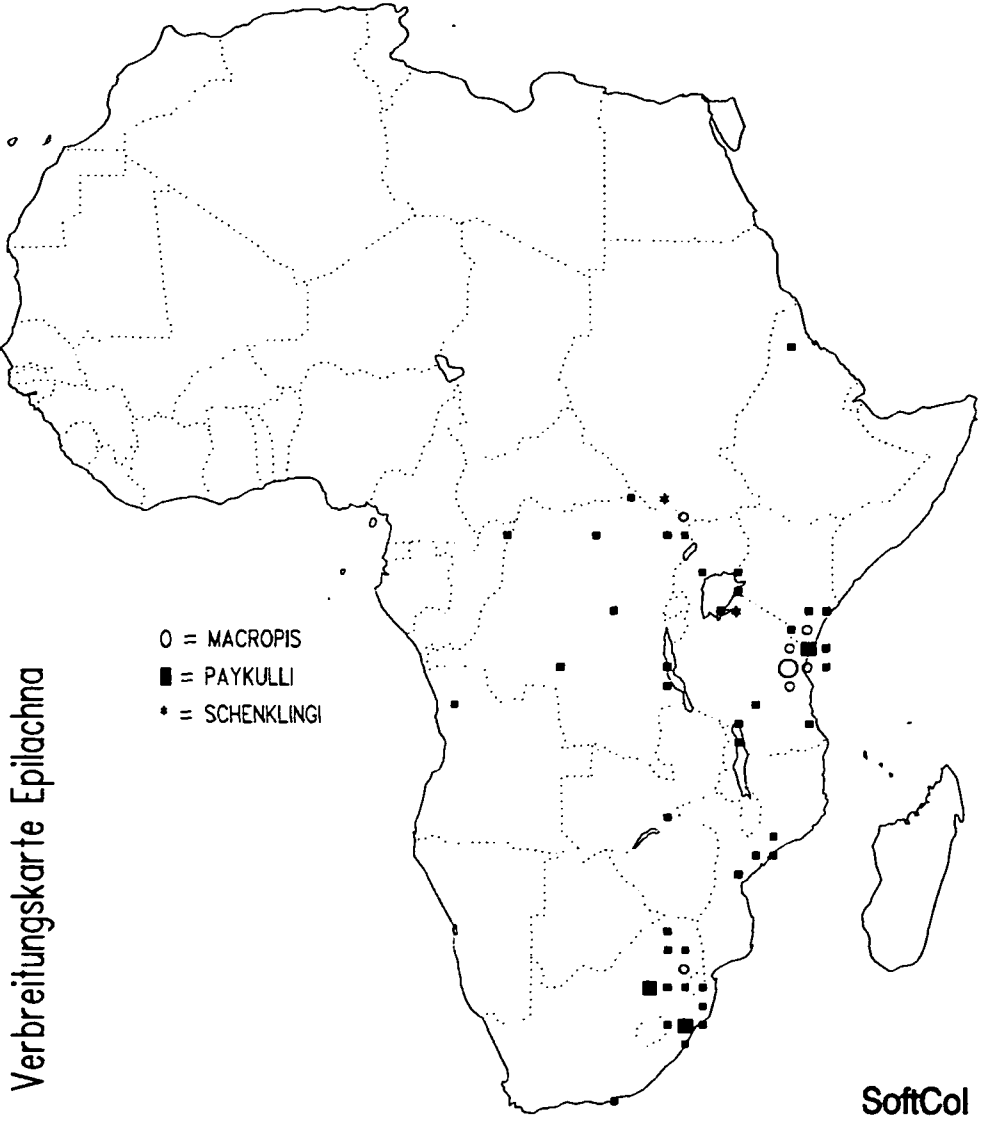 O = MACROPIS
■ = PAYKULLI
* = SCHENKLINGI
Verbreitungskarte Epilachna
SoftCol